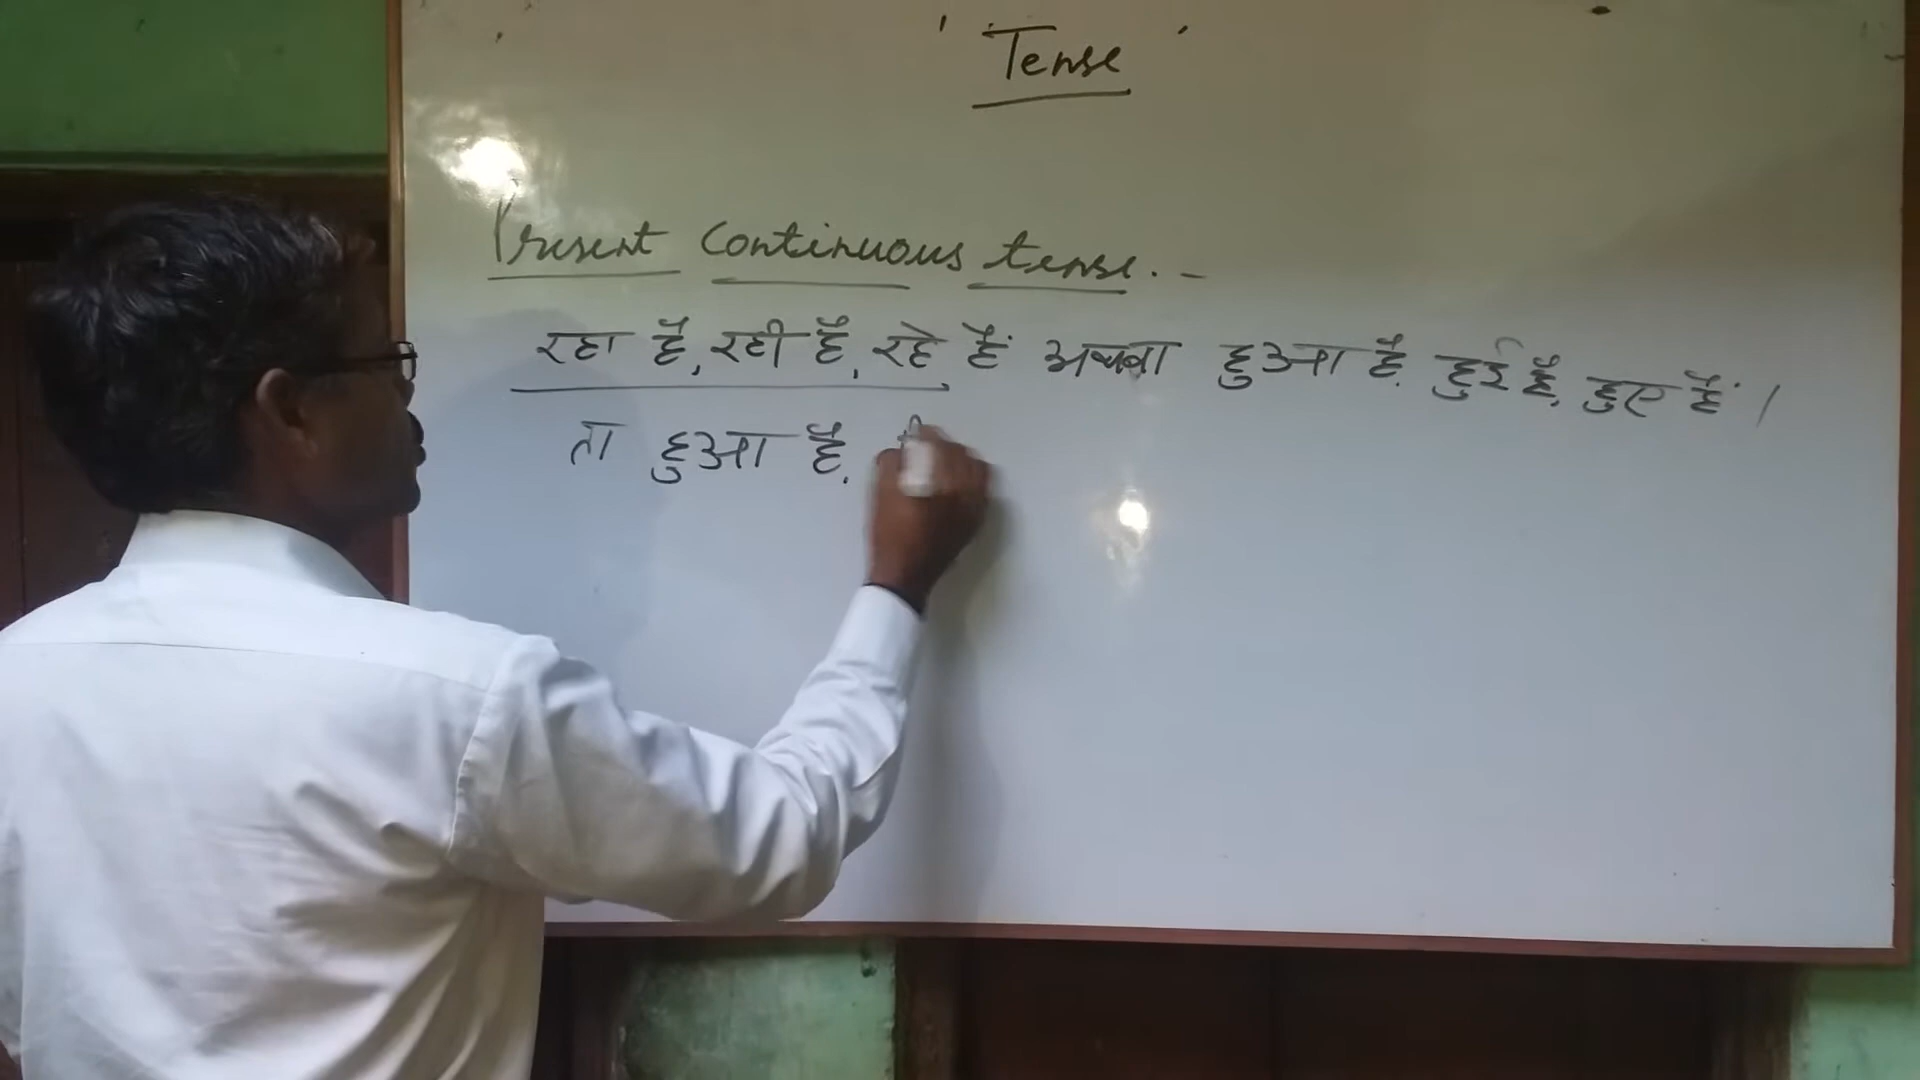 ' Tense '
Present Continuous tense. -
रहा है, रही है, रहे हैं अथवा हुआ है, हुई है, हुए हैं ।
ता हुआ है,